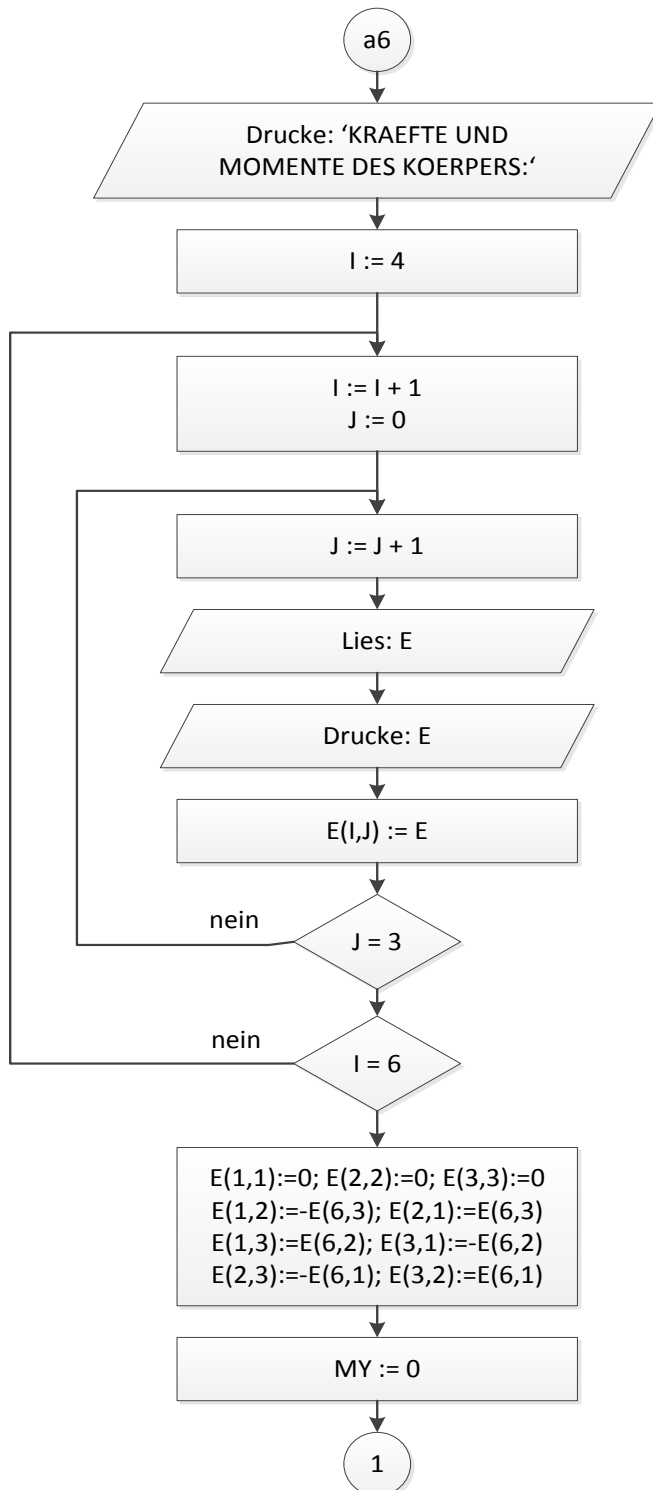 a6
Drucke: ‘KRAEFTE UND
MOMENTE DES KOERPERS:‘
I := 4
I := I + 1
J := 0
J := J + 1
Lies: E
Drucke: E
E(I,J) := E
nein
J = 3
nein
I = 6
E(1,1):=0; E(2,2):=0; E(3,3):=0
E(1,2):=-E(6,3); E(2,1):=E(6,3)
E(1,3):=E(6,2); E(3,1):=-E(6,2)
E(2,3):=-E(6,1); E(3,2):=E(6,1)
MY := 0
1